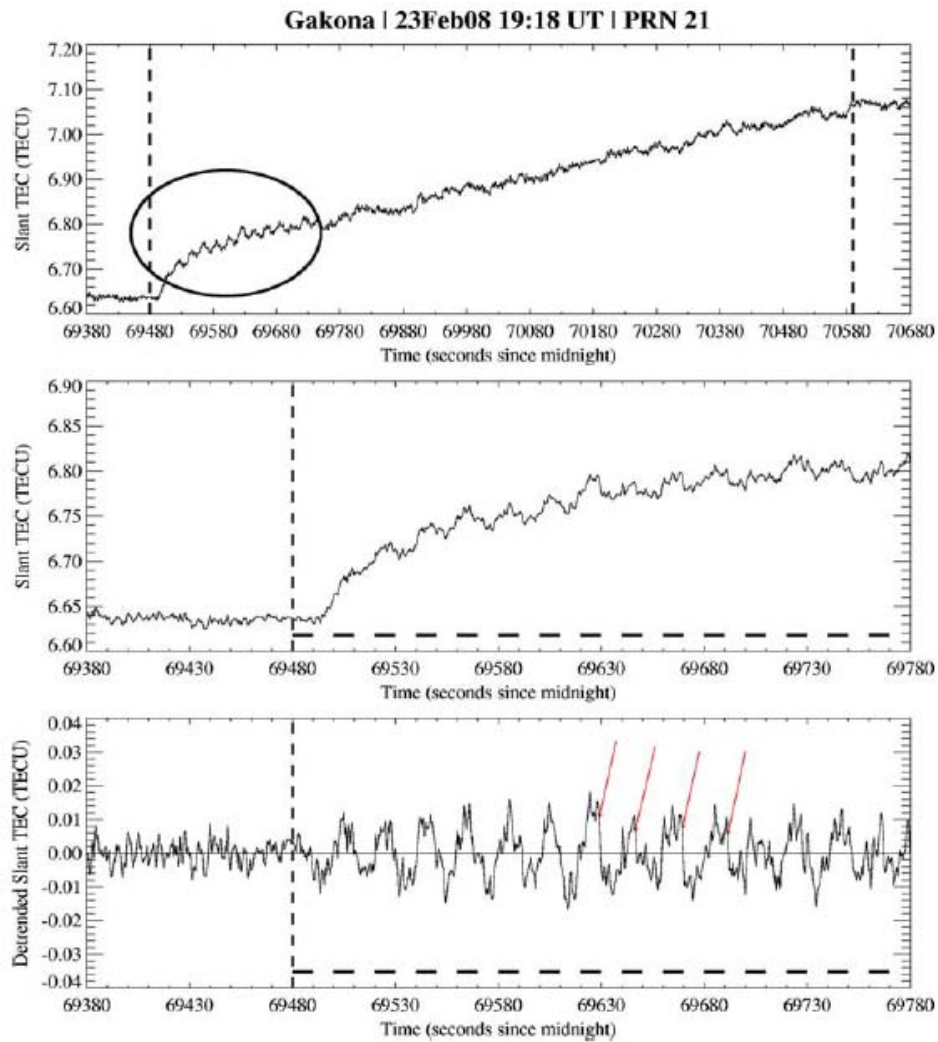 Gakona | 23Feb08 19:18 UT | PRN 21
Slant TEC (TECU)
7.20
7.10
7.00
6.90
6.80
6.70
6.60
69380 69480 69580 69680 69780 69880 69980 70080 70180 70280 70380 70480 70580 70680
Time (seconds since midnight)
Slant TEC (TECU)
6.90
6.85
6.80
6.75
6.70
6.65
6.60
69380 69430 69480 69530 69580 69630 69680 69730 69780
Time (seconds since midnight)
Detrended Slant TEC (TECU)
0.04
0.03
0.02
0.01
0.00
-0.01
-0.02
-0.03
-0.04
69380 69430 69480 69530 69580 69630 69680 69730 69780
Time (seconds since midnight)